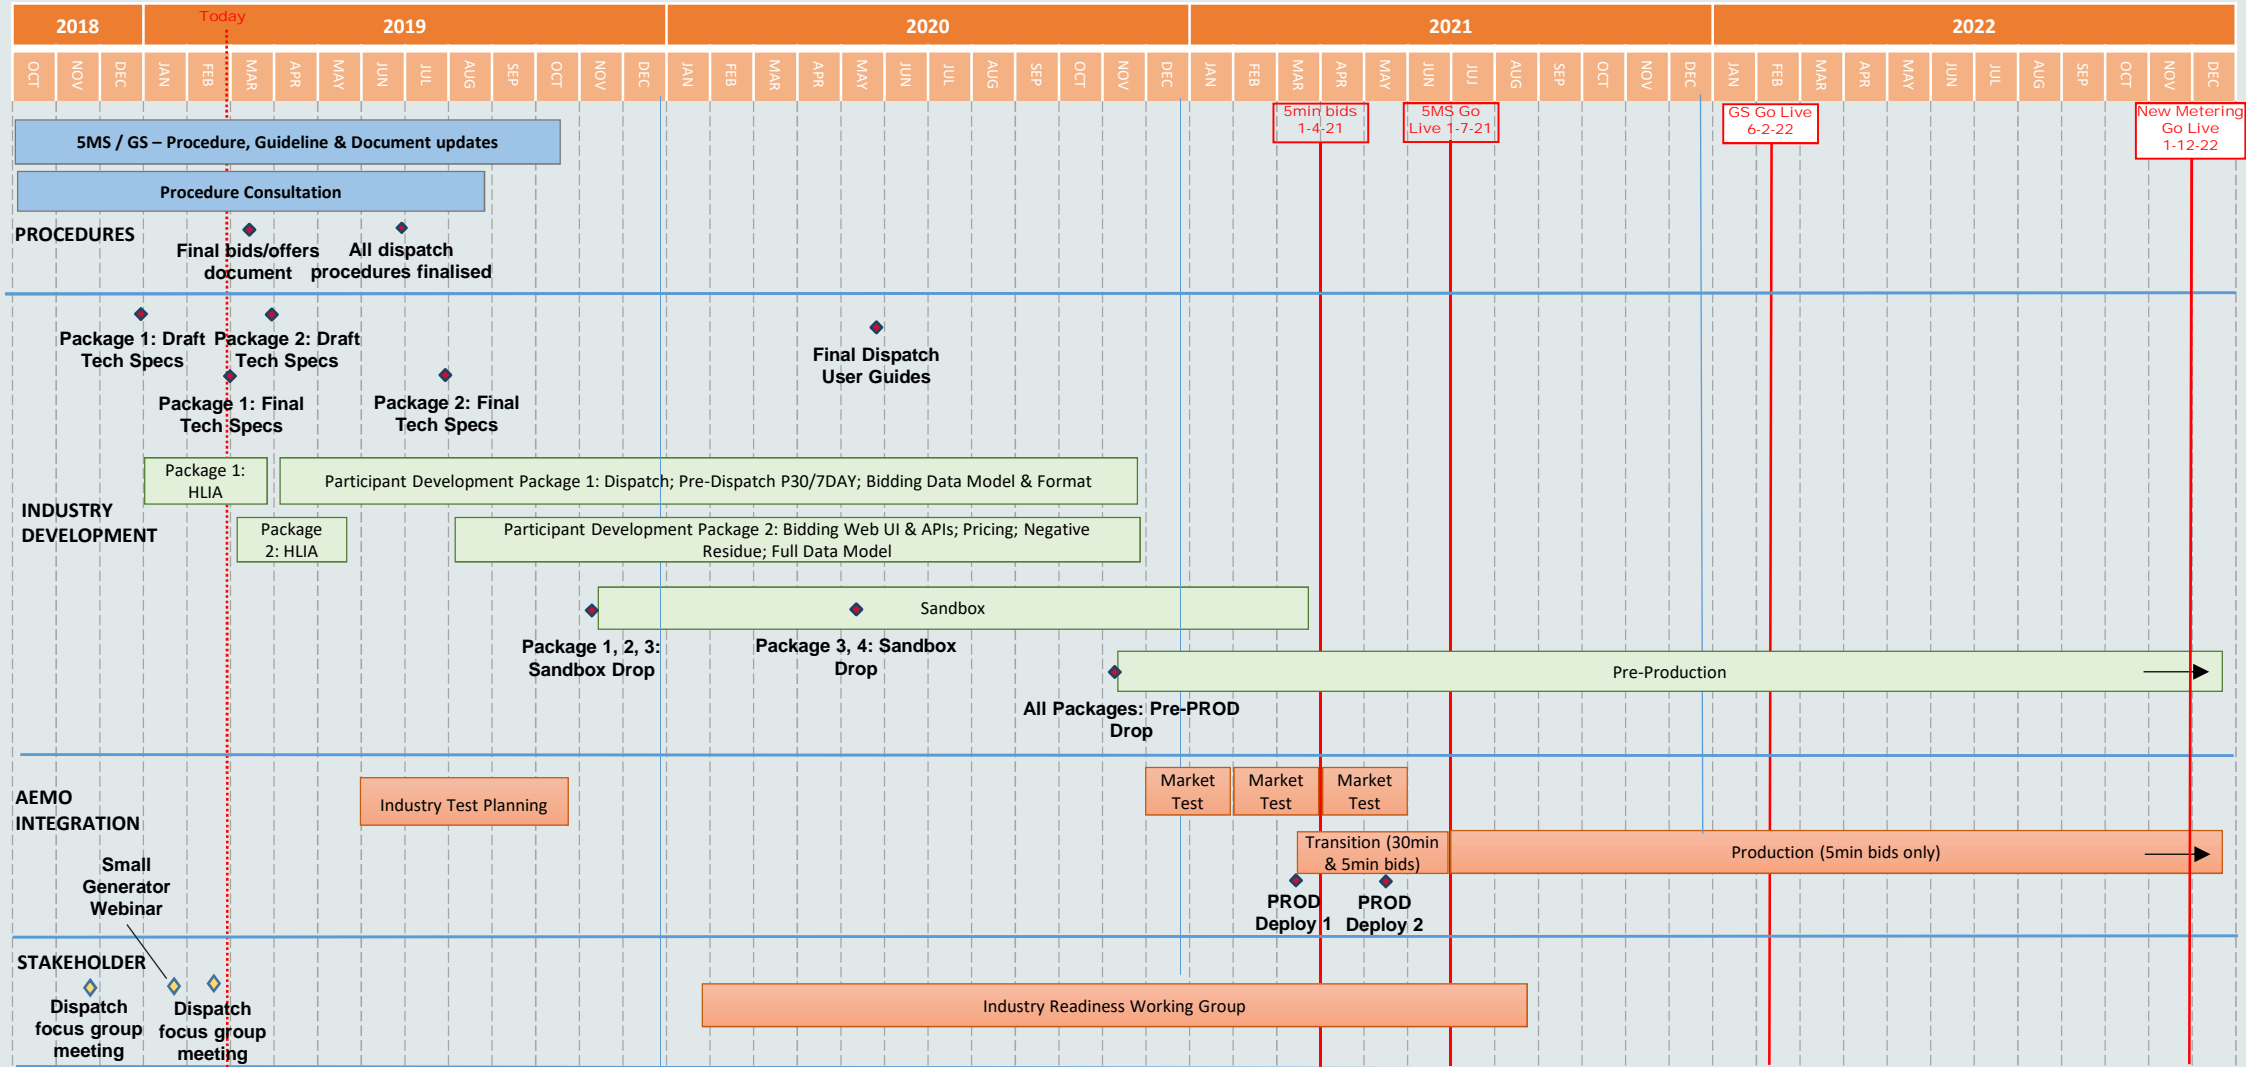 Today
2018
2019
2020
2021
2022
OCT NOV DEC JAN FEB MAR APR MAY JUN JUL AUG SEP OCT NOV DEC JAN FEB MAR APR MAY JUN JUL AUG SEP OCT NOV DEC JAN FEB MAR APR MAY JUN JUJ AUG SEP OCT NOV DEC JAN FEB MAR APR MAY JUN JUL AUG SEP OCT NOV DEC
5min bids
1-4-21
5MS Go
Live 1-7-21
GS Go Live
6-2-22
New Metering
Go Live
1-12-22
5MS / GS – Procedure, Guideline & Document updates
Procedure Consultation
PROCEDURES
Final bids/offers
document
All dispatch
procedures finalised
Package 1: Draft
Tech Specs
Package 2: Draft
Tech Specs
Final Dispatch
User Guides
Package 1: Final
Tech Specs
Package 2: Final
Tech Specs
Package 1:
HLIA
Participant Development Package 1: Dispatch; Pre-Dispatch P30/7DAY; Bidding Data Model & Format
INDUSTRY
DEVELOPMENT
Package
2: HLIA
Participant Development Package 2: Bidding Web UI & APIs; Pricing; Negative
Residue; Full Data Model
Sandbox
Package 1, 2, 3:
Sandbox Drop
Package 3, 4: Sandbox
Drop
Pre-Production
All Packages: Pre-PROD
Drop
AEMO
INTEGRATION
Industry Test Planning
Market
Test
Market
Test
Market
Test
Transition (30min
& 5min bids)
Production (5min bids only)
PROD
Deploy 1
PROD
Deploy 2
Small
Generator
Webinar
STAKEHOLDER
Dispatch
focus group
meeting
Dispatch
focus group
meeting
Industry Readiness Working Group